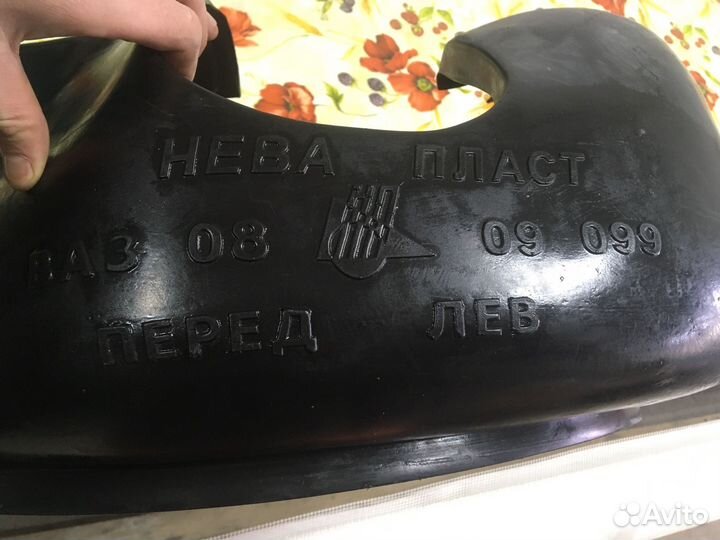 НЕВА ПЛАСТ
ВАЗ 08 09 099
ПЕРЕД ЛЕВ
Avito